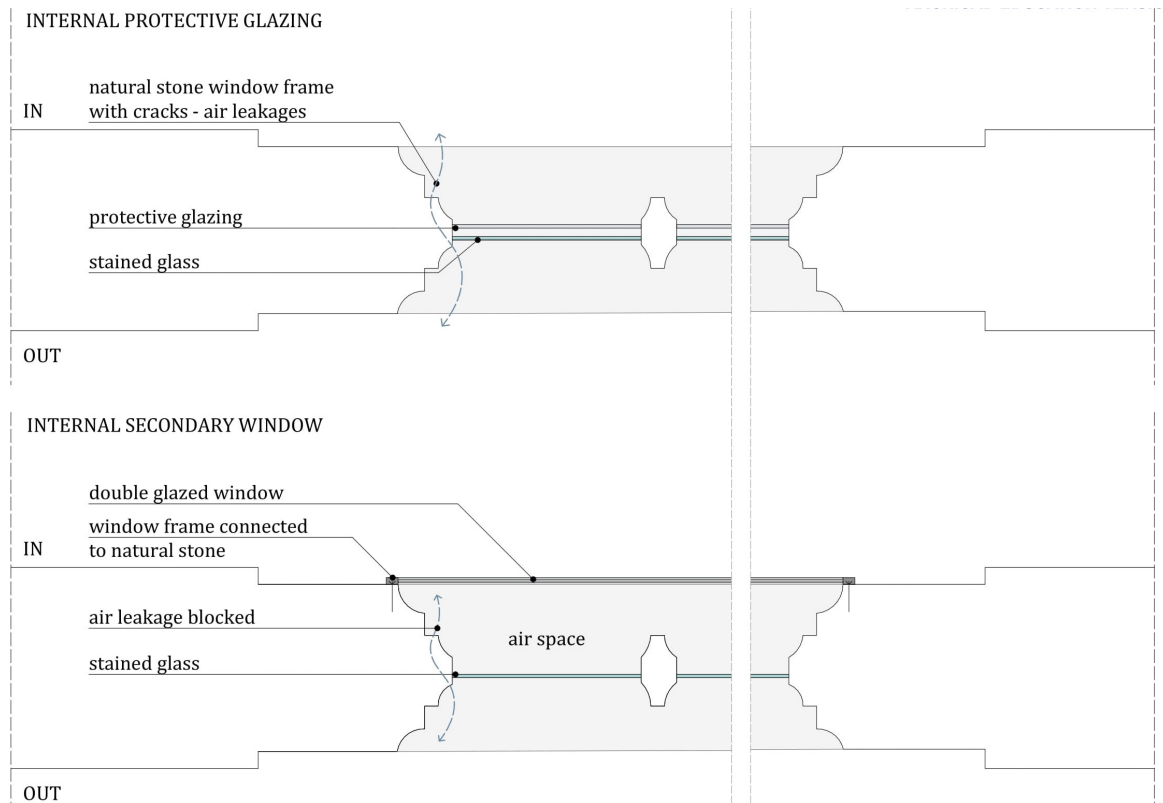 INTERNAL PROTECTIVE GLAZING
natural stone window frame
IN
with cracks - air leakages
protective glazing
stained glass
OUT
INTERNAL SECONDARY WINDOW
double glazed window
window frame connected
IN
to natural stone
air leakage blocked
air space
stained glass
OUT